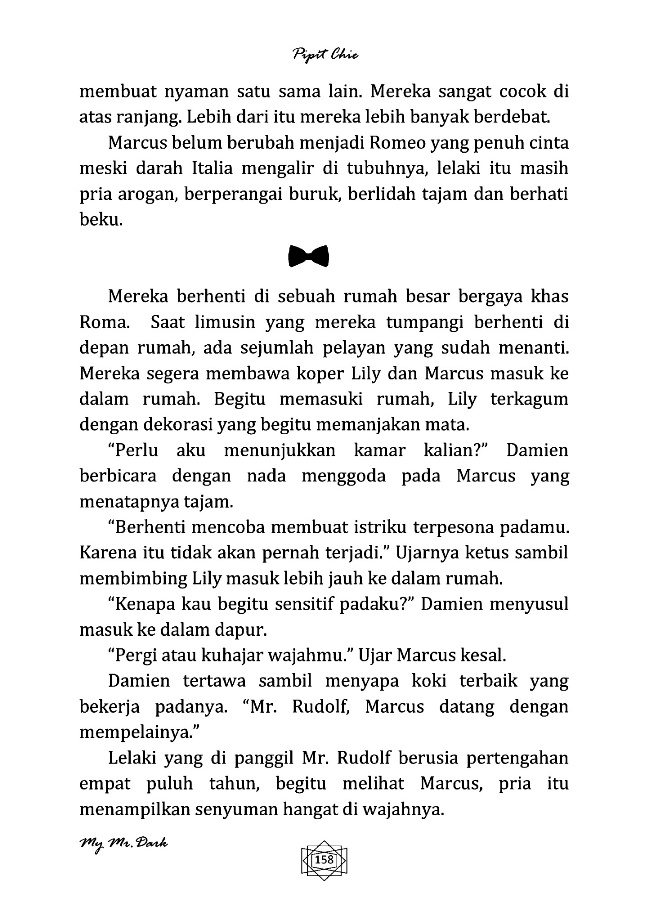 Pipit Chie
membuat nyaman satu sama lain. Mereka sangat cocok di
atas ranjang. Lebih dari itu mereka lebih banyak berdebat.
Marcus belum berubah menjadi Romeo yang penuh cinta
meski darah Italia mengalir di tubuhnya, lelaki itu masih
pria arogan, berperangai buruk, berlidah tajam dan berhati
beku.
Mereka berhenti di sebuah rumah besar bergaya khas
Roma. Saat limusin yang mereka tumpangi berhenti di
depan rumah, ada sejumlah pelayan yang sudah menanti.
Mereka segera membawa koper Lily dan Marcus masuk ke
dalam rumah. Begitu memasuki rumah, Lily terkagum
dengan dekorasi yang begitu memanjakan mata.
“Perlu aku menunjukkan kamar kalian?” Damien
berbicara dengan nada menggoda pada Marcus yang
menatapnya tajam.
“Berhenti mencoba membuat istriku terpesona padamu.
Karena itu tidak akan pernah terjadi.” Ujarnya ketus sambil
membimbing Lily masuk lebih jauh ke dalam rumah.
“Kenapa kau begitu sensitif padaku?” Damien menyusul
masuk ke dalam dapur.
“Pergi atau kuhajar wajahmu.” Ujar Marcus kesal.
Damien tertawa sambil menyapa koki terbaik yang
bekerja padanya. “Mr. Rudolf, Marcus datang dengan
mempelainya.”
Lelaki yang di panggil Mr. Rudolf berusia pertengahan
empat puluh tahun, begitu melihat Marcus, pria itu
menampilkan senyuman hangat di wajahnya.
My Mr. Dark
158